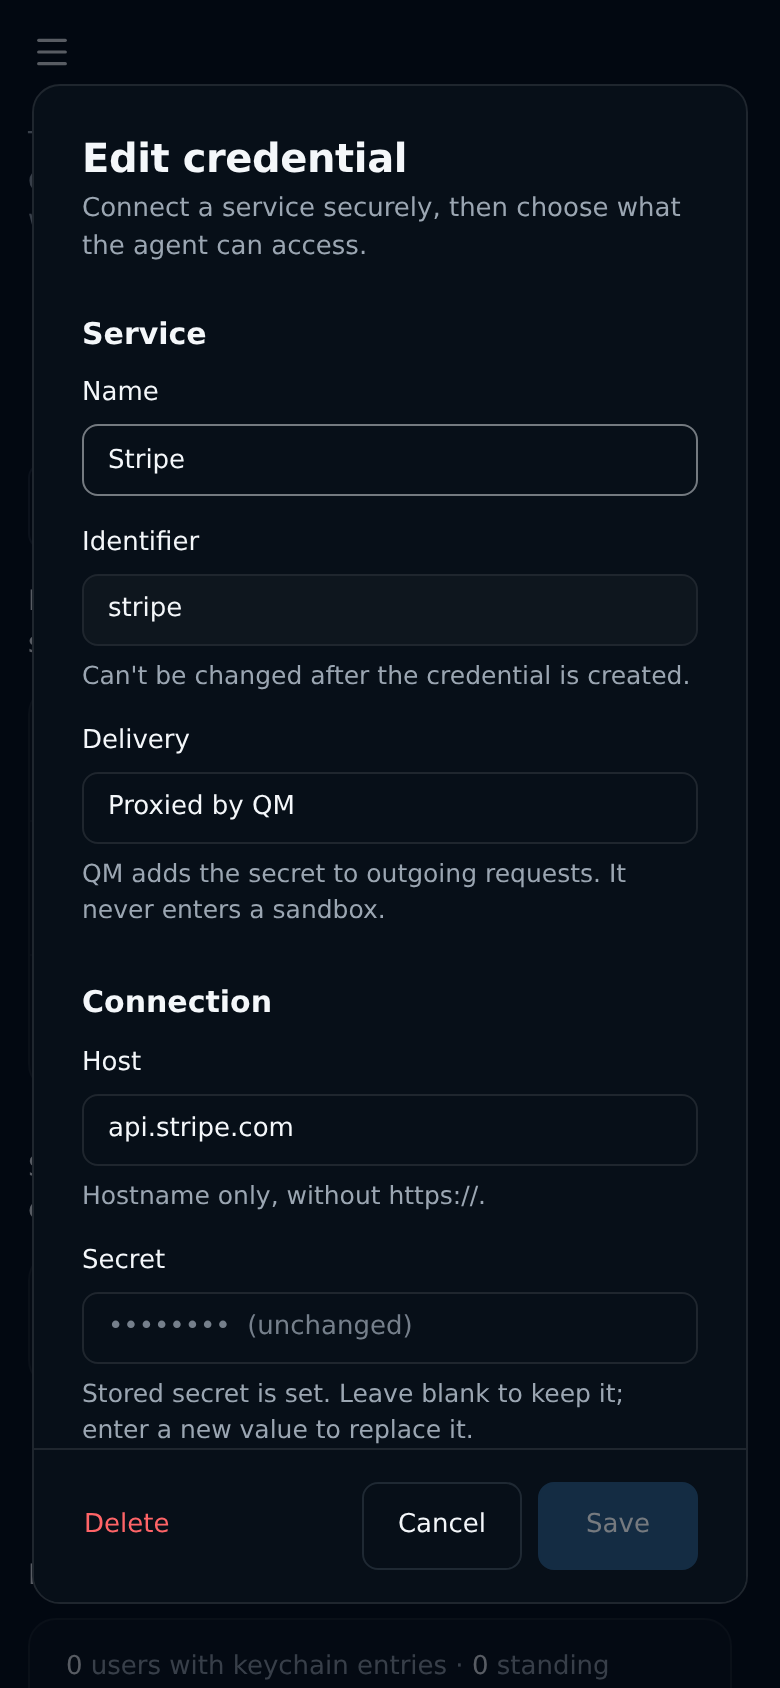 Edit credential
Connect a service securely, then choose what
the agent can access.
Service
Name
Stripe
Identifier
stripe
Can't be changed after the credential is created.
Delivery
Proxied by QM
QM adds the secret to outgoing requests. It
never enters a sandbox.
Connection
Host
api.stripe.com
Hostname only, without https://.
Secret
•••••••• (unchanged)
Stored secret is set. Leave blank to keep it;
enter a new value to replace it.
Delete
Cancel
Save
0 users with keychain entries · 0 standing